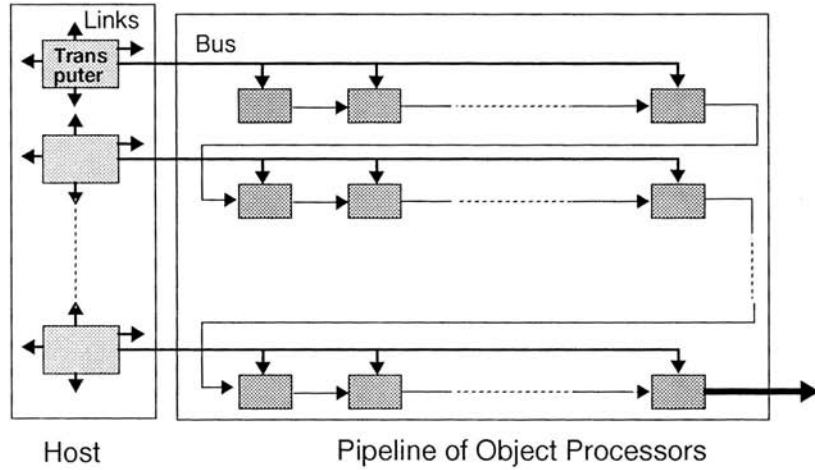 Links
Trans
puter
Bus
Host
Pipeline of Object Processors